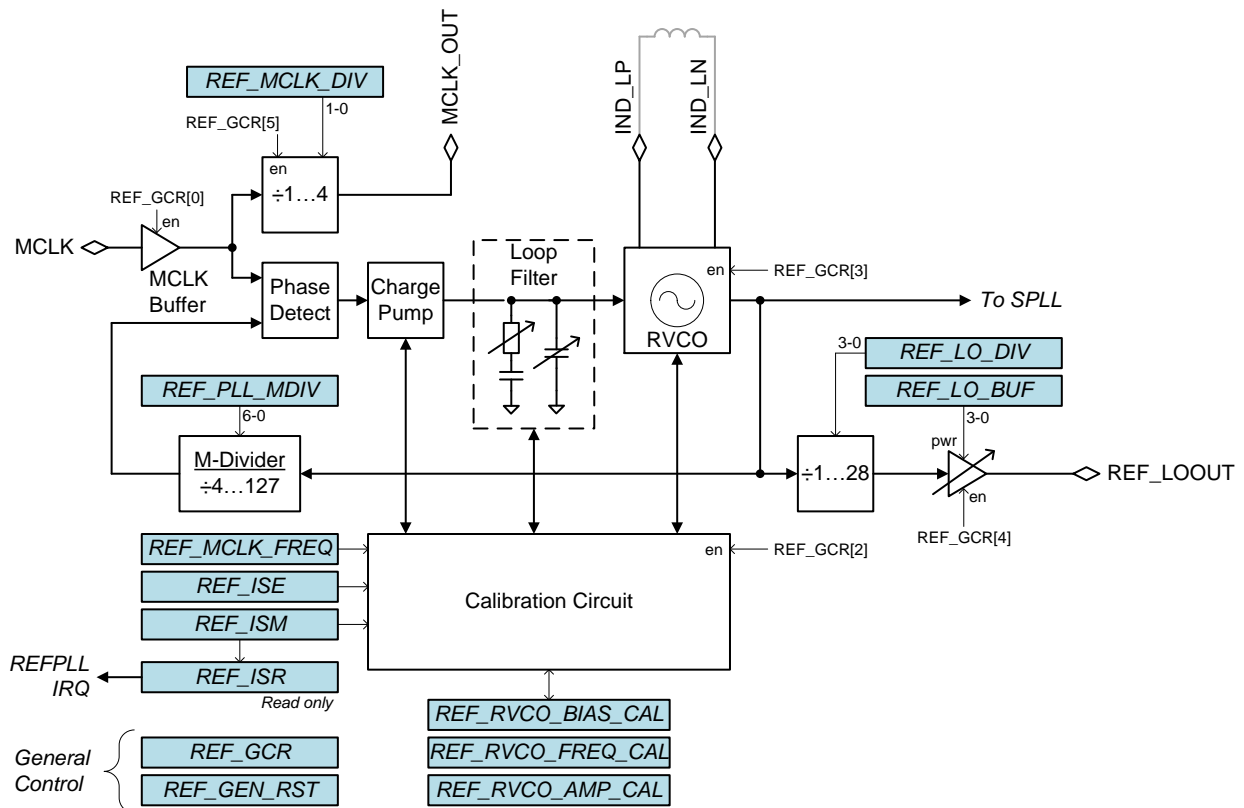 REF_MCLK_DIV
MCLK_OUT
IND_LP
IND_LN
1-0
REF_GCR[5]
en
÷1…4
REF_GCR[0]
en
MCLK
MCLK
Buffer
Phase
Detect
Charge
Pump
Loop
Filter
en
REF_GCR[3]
RVCO
To SPLL
3-0
REF_LO_DIV
REF_LO_BUF
3-0
REF_PLL_MDIV
6-0
M-Divider
÷4…127
÷1…28
pwr
en
REF_LOOUT
REF_GCR[4]
REF_MCLK_FREQ
REF_ISE
REF_ISM
en
REF_GCR[2]
Calibration Circuit
REFPLL
IRQ
REF_ISR
Read only
REF_RVCO_BIAS_CAL
General
Control
REF_GCR
REF_RVCO_FREQ_CAL
REF_GEN_RST
REF_RVCO_AMP_CAL